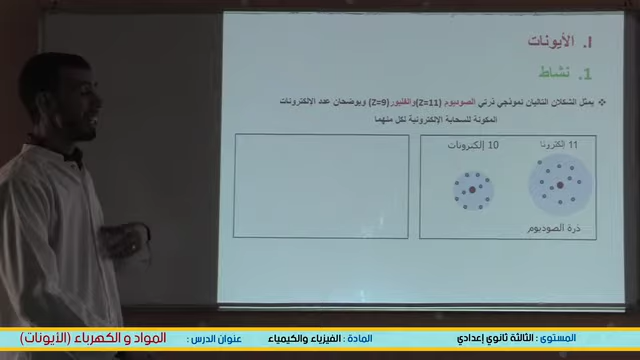 I. الأيونات
1. نشاط
❖ يمثل الشكلان التاليان نموذجي ذرتي الصوديوم (Z=11) والفليور (Z=9) ويوضحان عدد الإلكترونات
المكونة للسحابة الإلكترونية لكل منهما
11 إلكترونا
10 إلكترونات
ذرة الصوديوم
المستوى : الثالثة ثانوي إعدادي
المادة : الفيزياء والكيمياء
عنوان الدرس : المواد و الكهرباء (الأيونات)